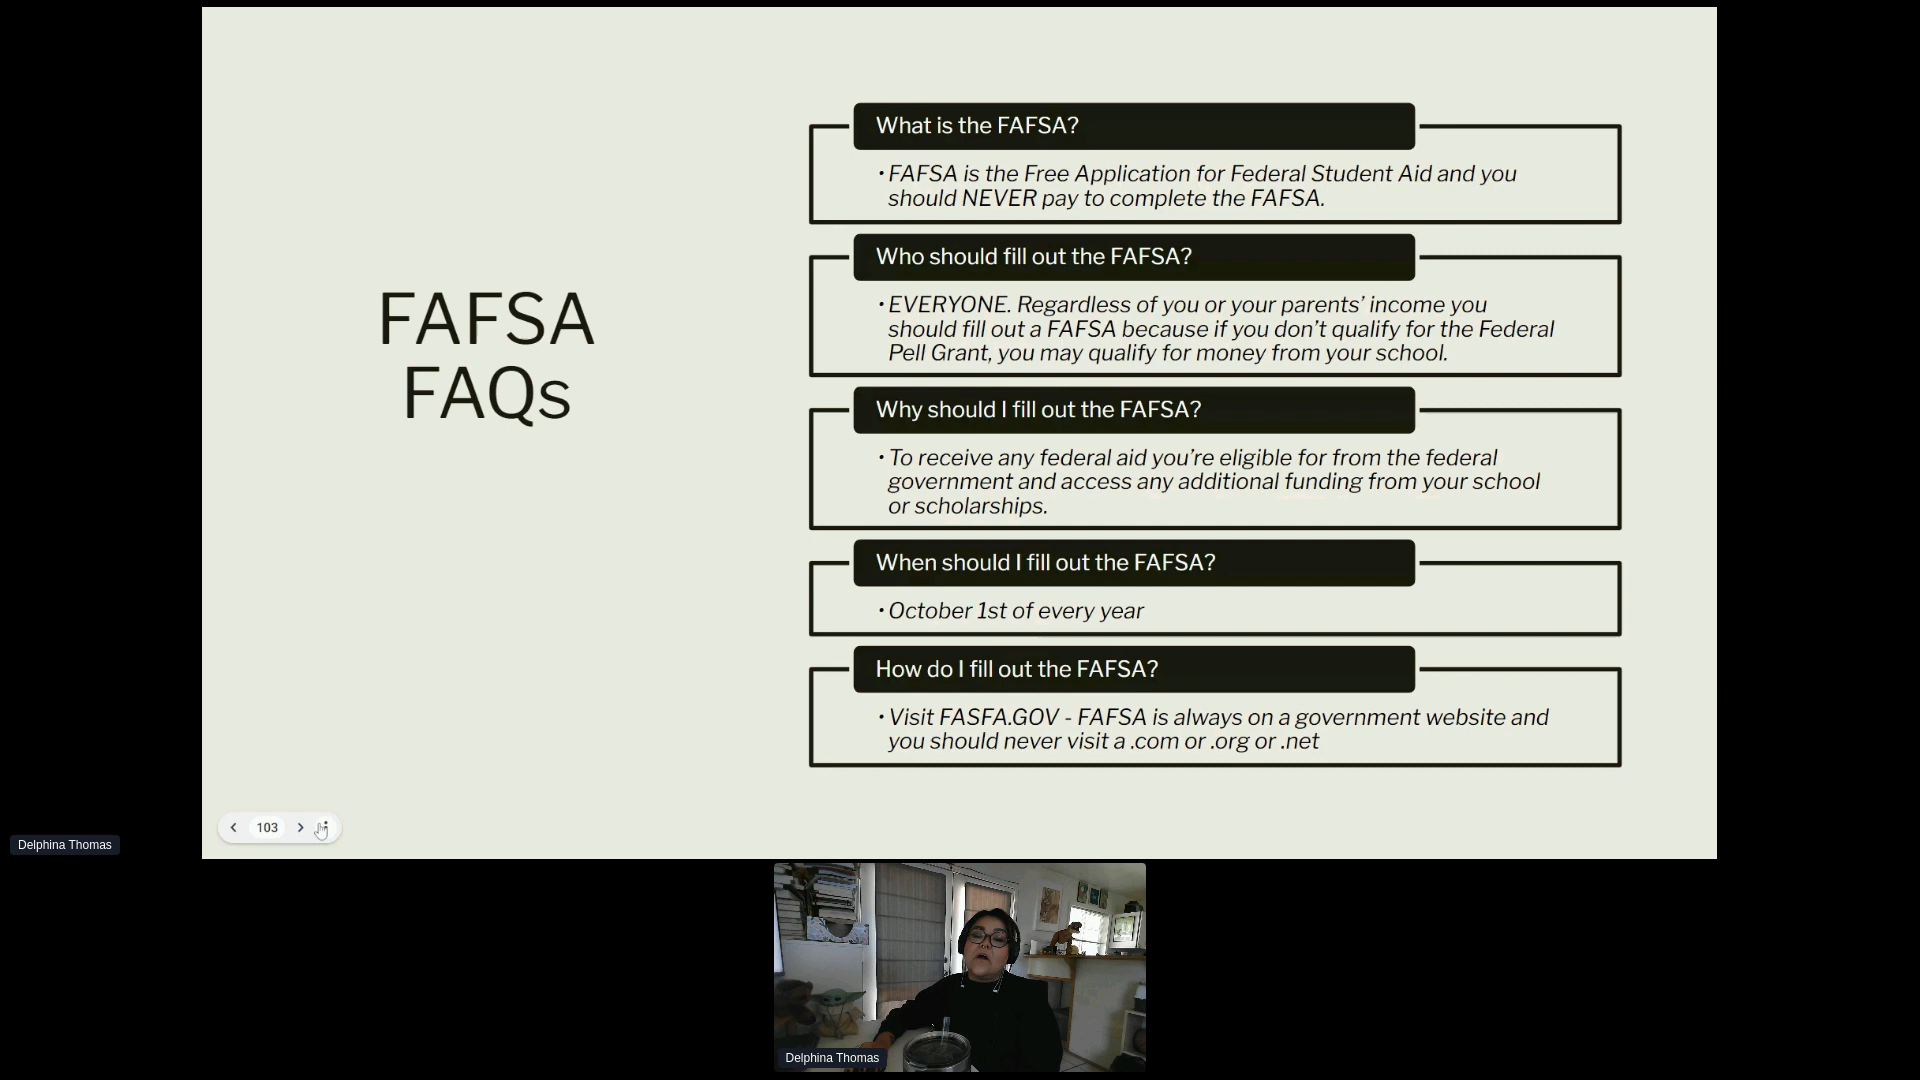 FAFSA
FAQs
What is the FAFSA?
• FAFSA is the Free Application for Federal Student Aid and you
should NEVER pay to complete the FAFSA.
Who should fill out the FAFSA?
• EVERYONE. Regardless of you or your parents’ income you
should fill out a FAFSA because if you don’t qualify for the Federal
Pell Grant, you may qualify for money from your school.
Why should I fill out the FAFSA?
• To receive any federal aid you’re eligible for from the federal
government and access any additional funding from your school
or scholarships.
When should I fill out the FAFSA?
• October 1st of every year
How do I fill out the FAFSA?
• Visit FASFA.GOV - FAFSA is always on a government website and
you should never visit a .com or .org or .net
103
Delphina Thomas
Delphina Thomas